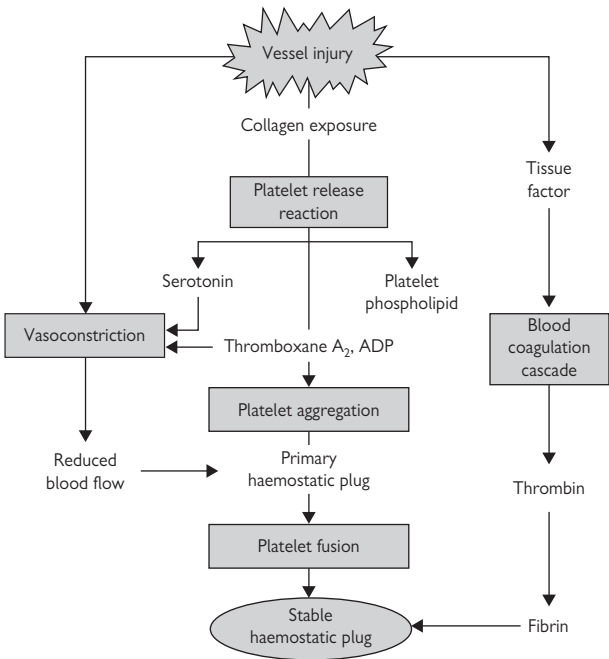 Vessel injury
Collagen exposure
Tissue
factor
Platelet release
reaction
Serotonin
Platelet
phospholipid
Vasoconstriction
Thromboxane A₂, ADP
Blood
coagulation
cascade
Platelet aggregation
Reduced
blood flow
Primary
haemostatic plug
Thrombin
Platelet fusion
Stable
haemostatic plug
Fibrin